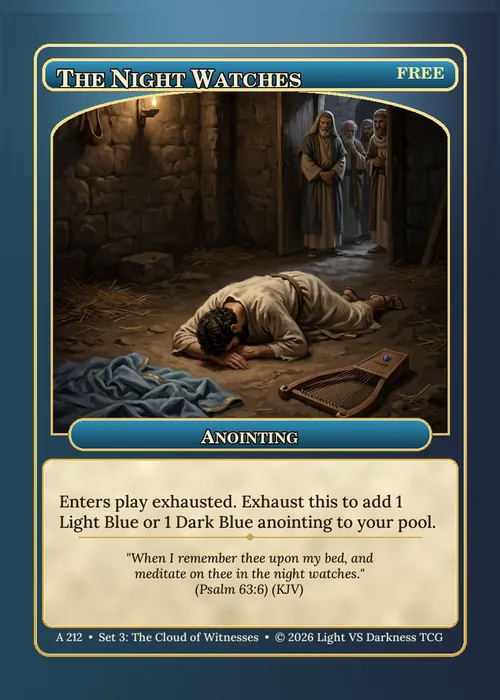 THE NIGHT WATCHES
FREE
ANOINTING
Enters play exhausted. Exhaust this to add 1
Light Blue or 1 Dark Blue anointing to your pool.
"When I remember thee upon my bed, and
meditate on thee in the night watches."
(Psalm 63:6) (KJV)
A 212 • Set 3: The Cloud of Witnesses • © 2026 Light VS Darkness TCG